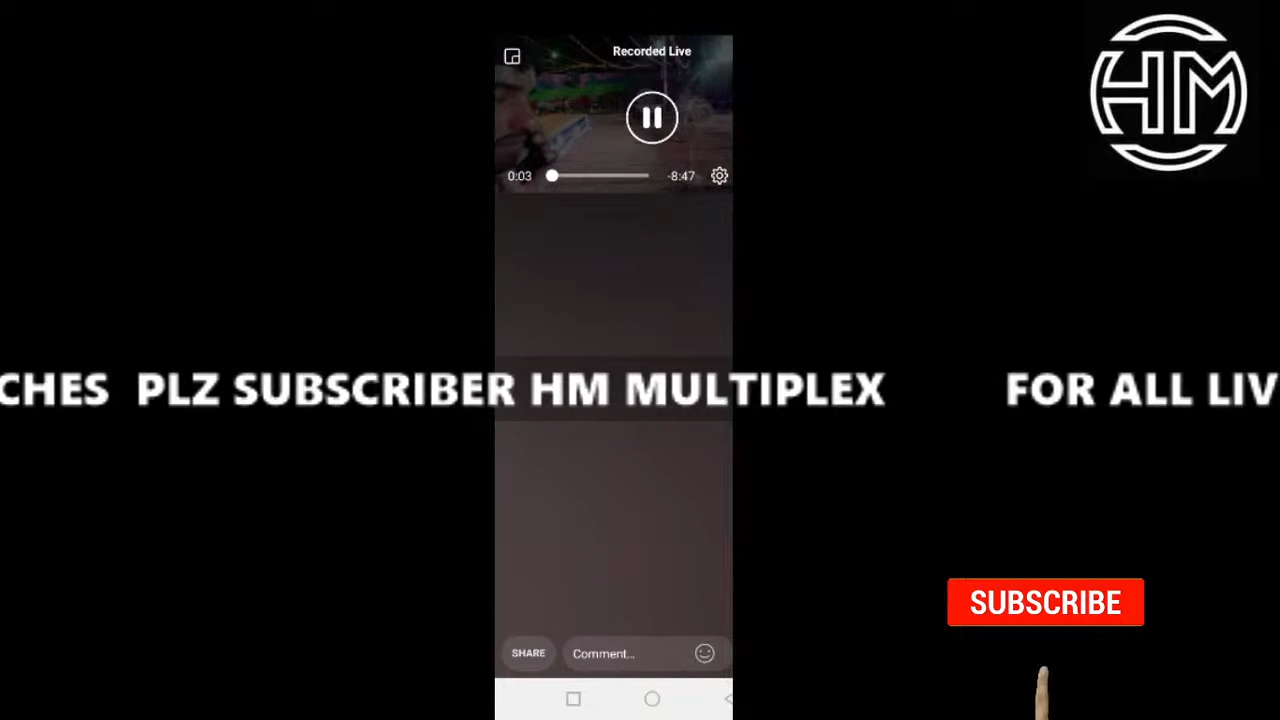 Recorded Live
HM
0:03 -8:47
CHES PLZ SUBSCRIBER HM MULTIPLEX FOR ALL LIV
SUBSCRIBE
SHARE Comment...